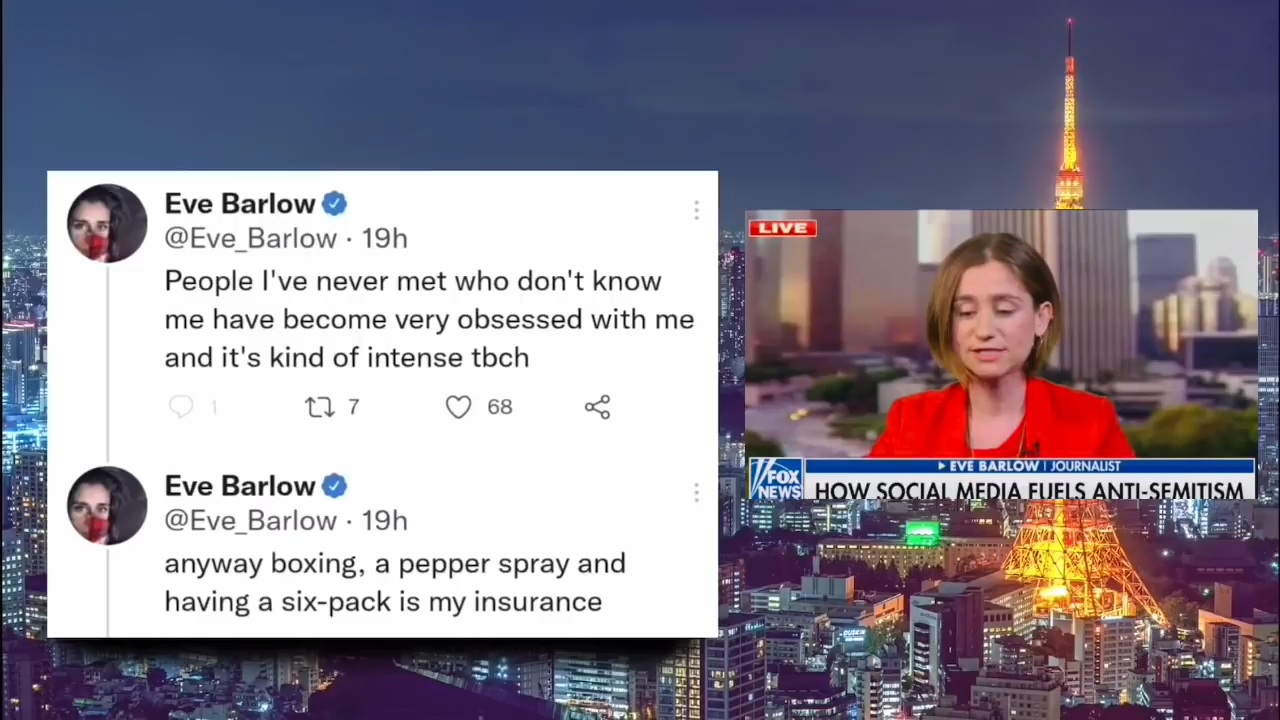 Eve Barlow
@Eve_Barlow · 19h
People I've never met who don't know
me have become very obsessed with me
and it's kind of intense tbch
1 7 68
Eve Barlow
@Eve_Barlow · 19h
anyway boxing, a pepper spray and
having a six-pack is my insurance
LIVE
EVE BARLOW | JOURNALIST
FOX
NEWS
HOW SOCIAL MEDIA FUELS ANTI-SEMITISM
DUSKIN